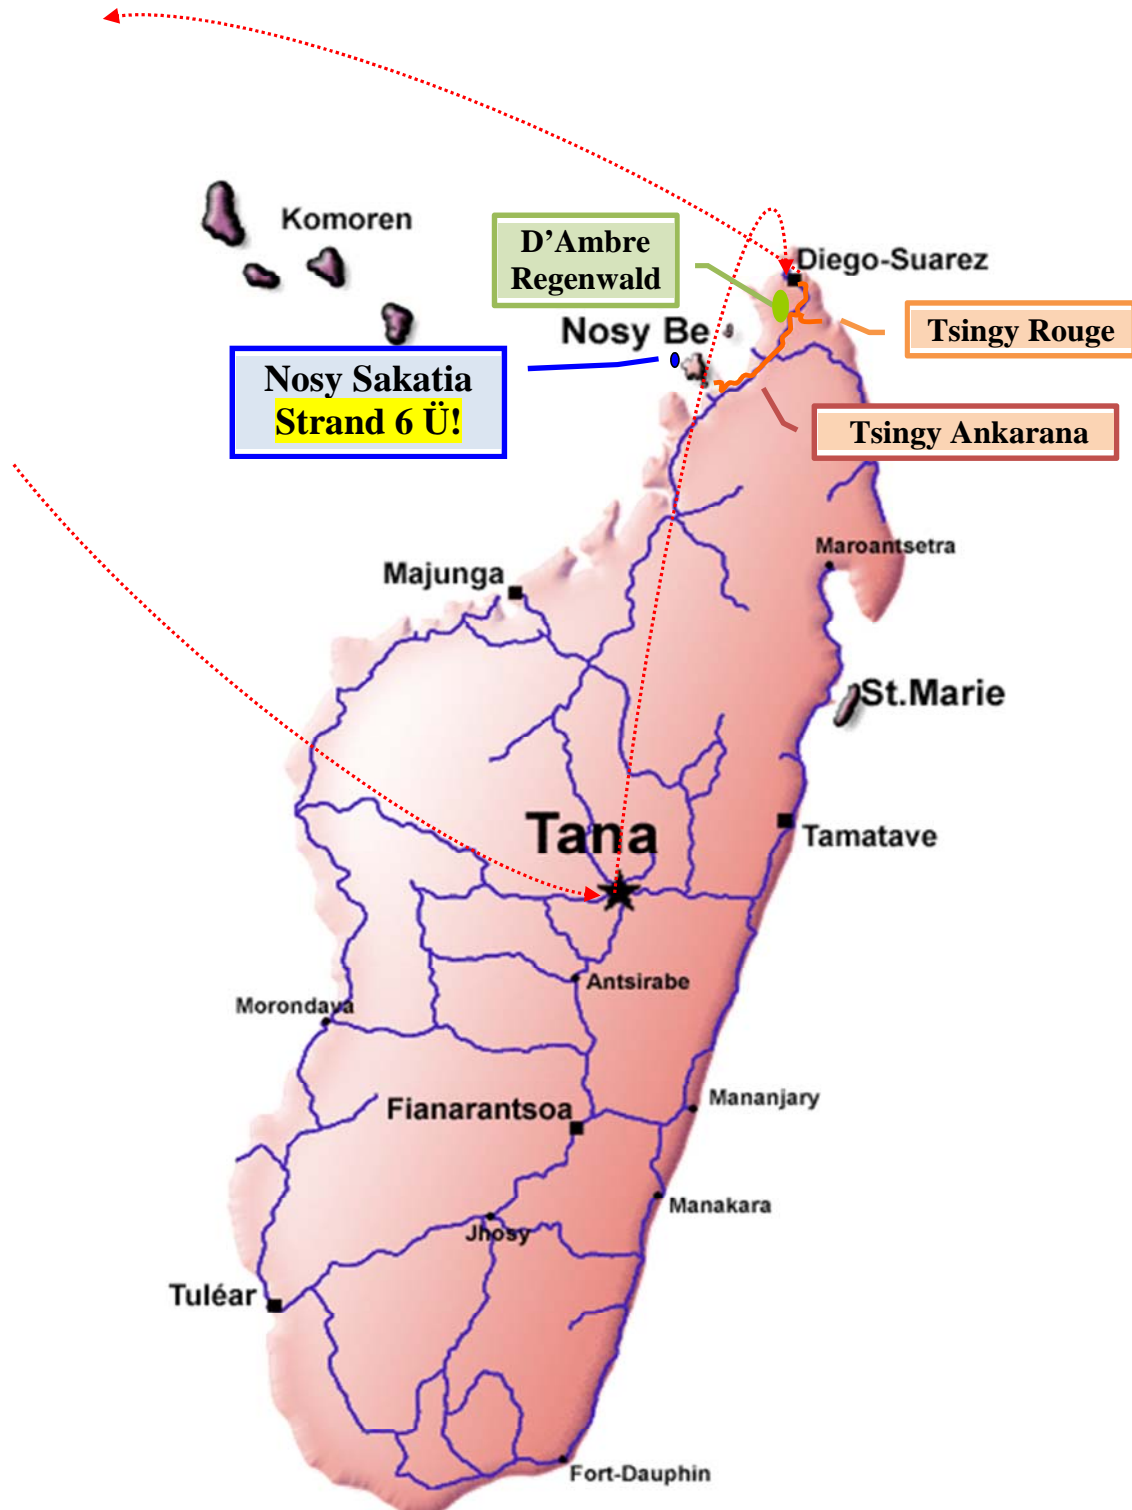 Komoren
D'Ambre
Regenwald
Diego-Suarez
Nosy Be
Tsingy Rouge
Nosy Sakatia
Strand 6 Ü!
Tsingy Ankarana
Maroantsetra
Majunga
St.Marie
Tana
Tamatave
Antsirabe
Morondava
Mananjary
Fianarantsoa
Manakara
Jhosy
Tuléar
Fort-Dauphin